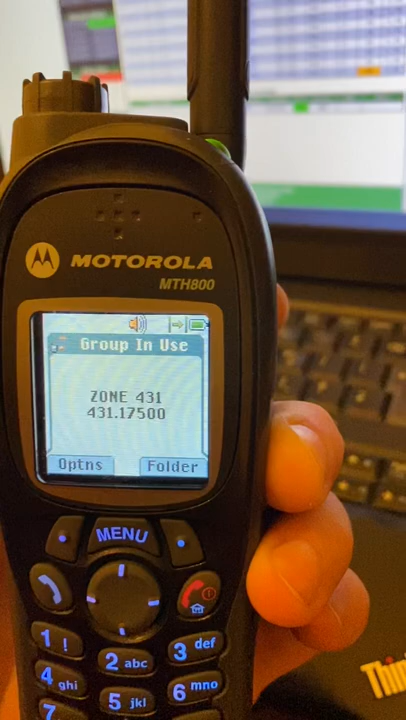 MOTOROLA
MTH800
Group In Use
ZONE 431
431.17500
Optns
Folder
MENU
1 !
2 abc
3 def
4 ghi
5 jkl
6 mno
7
Thin